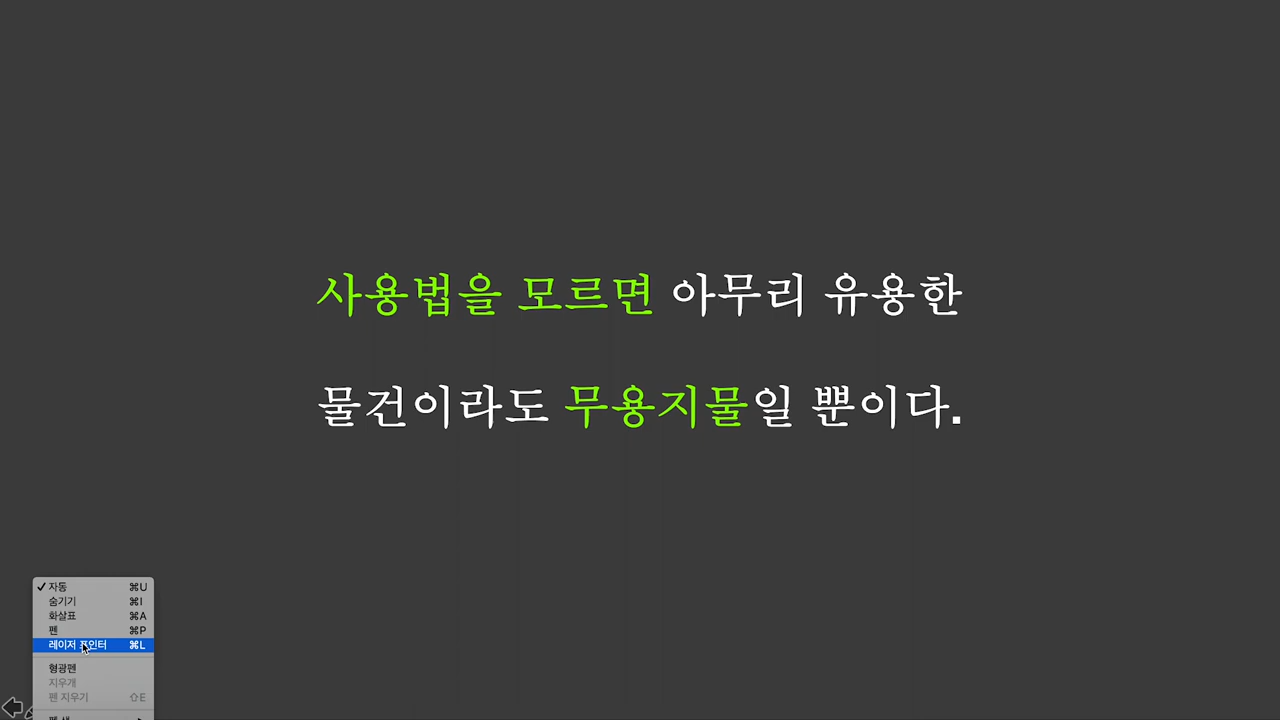 사용법을 모르면 아무리 유용한
물건이라도 무용지물일 뿐이다.
✓ 자동 ⌘U
숨기기 ⌘I
화살표 ⌘A
펜 ⌘P
레이저 포인터 ⌘L
형광펜
지우개
펜 지우기 ⇧E